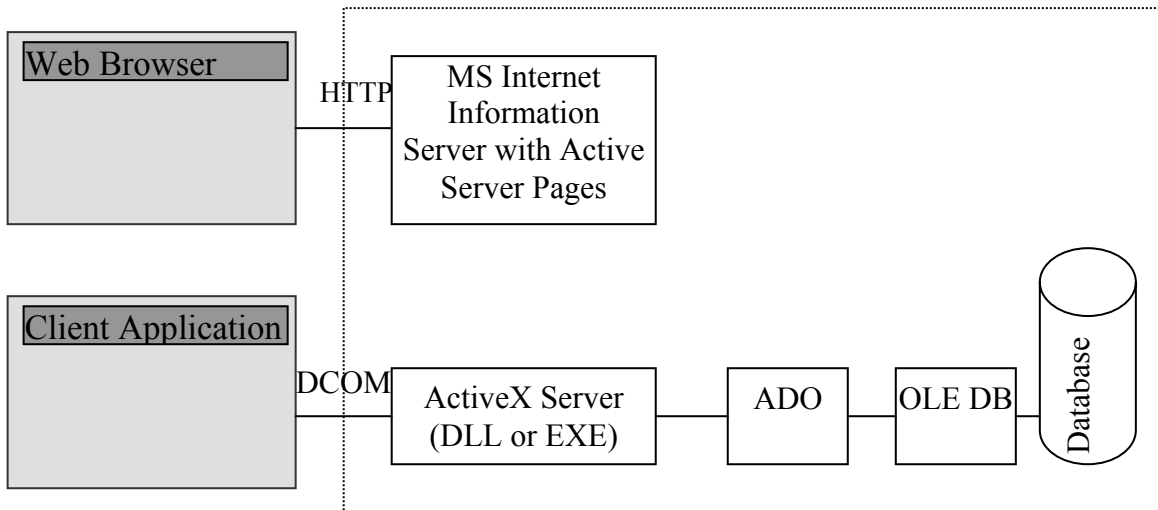 Web Browser
HTTP
MS Internet
Information
Server with Active
Server Pages
Client Application
DCOM
ActiveX Server
(DLL or EXE)
ADO
OLE DB
Database